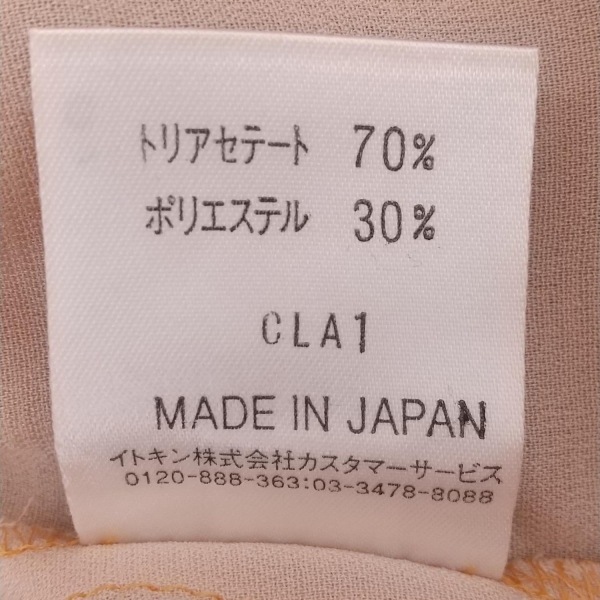 トリアセテート 70%
ポリエステル 30%
CLA1
MADE IN JAPAN
イトキン株式会社カスタマーサービス
0120-888-363:03-3478-8088